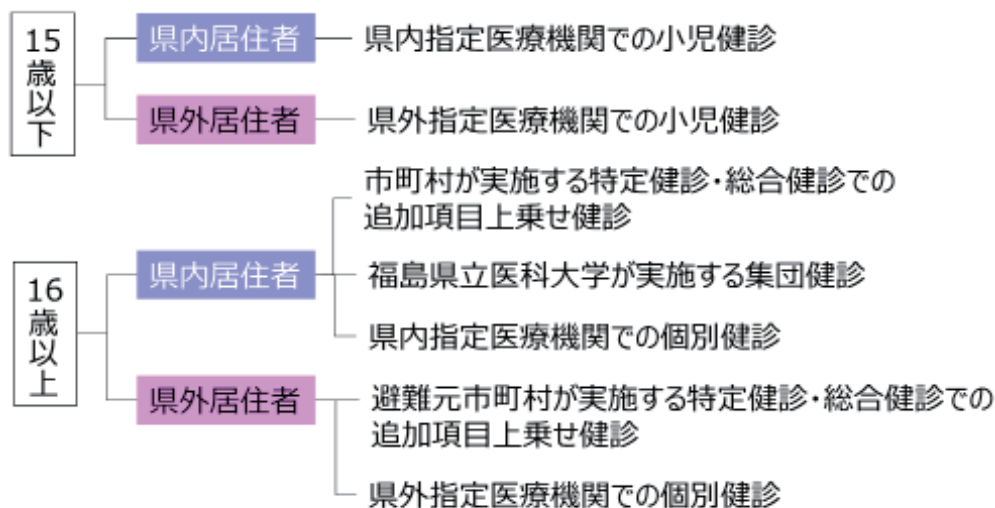 15歳以下
県内居住者
県内指定医療機関での小児健診
県外居住者
県外指定医療機関での小児健診
16歳以上
県内居住者
市町村が実施する特定健診・総合健診での
追加項目上乗せ健診
福島県立医科大学が実施する集団健診
県内指定医療機関での個別健診
県外居住者
避難元市町村が実施する特定健診・総合健診での
追加項目上乗せ健診
県外指定医療機関での個別健診